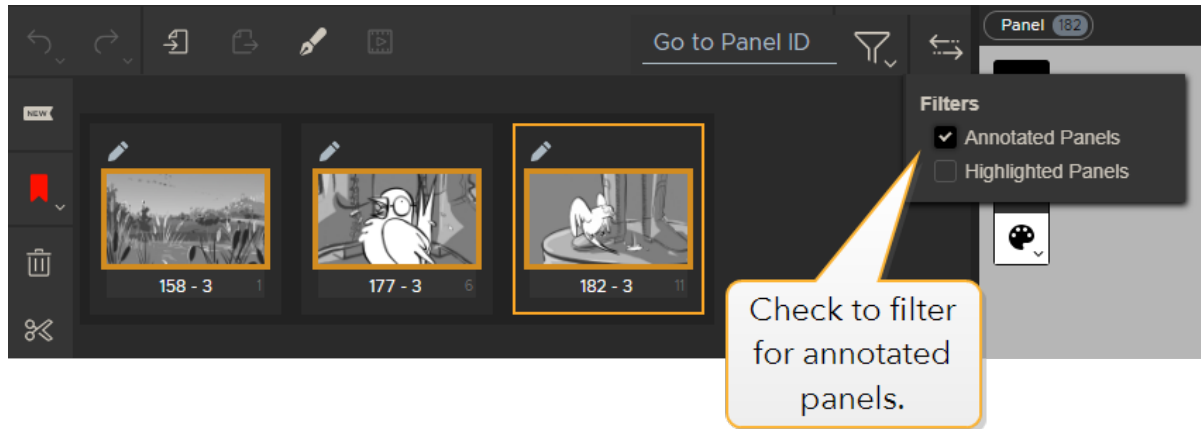 Go to Panel ID
Panel 182
NEW
Filters
Annotated Panels
Highlighted Panels
158 - 3 1
177 - 3 6
182 - 3 11
Check to filter
for annotated
panels.